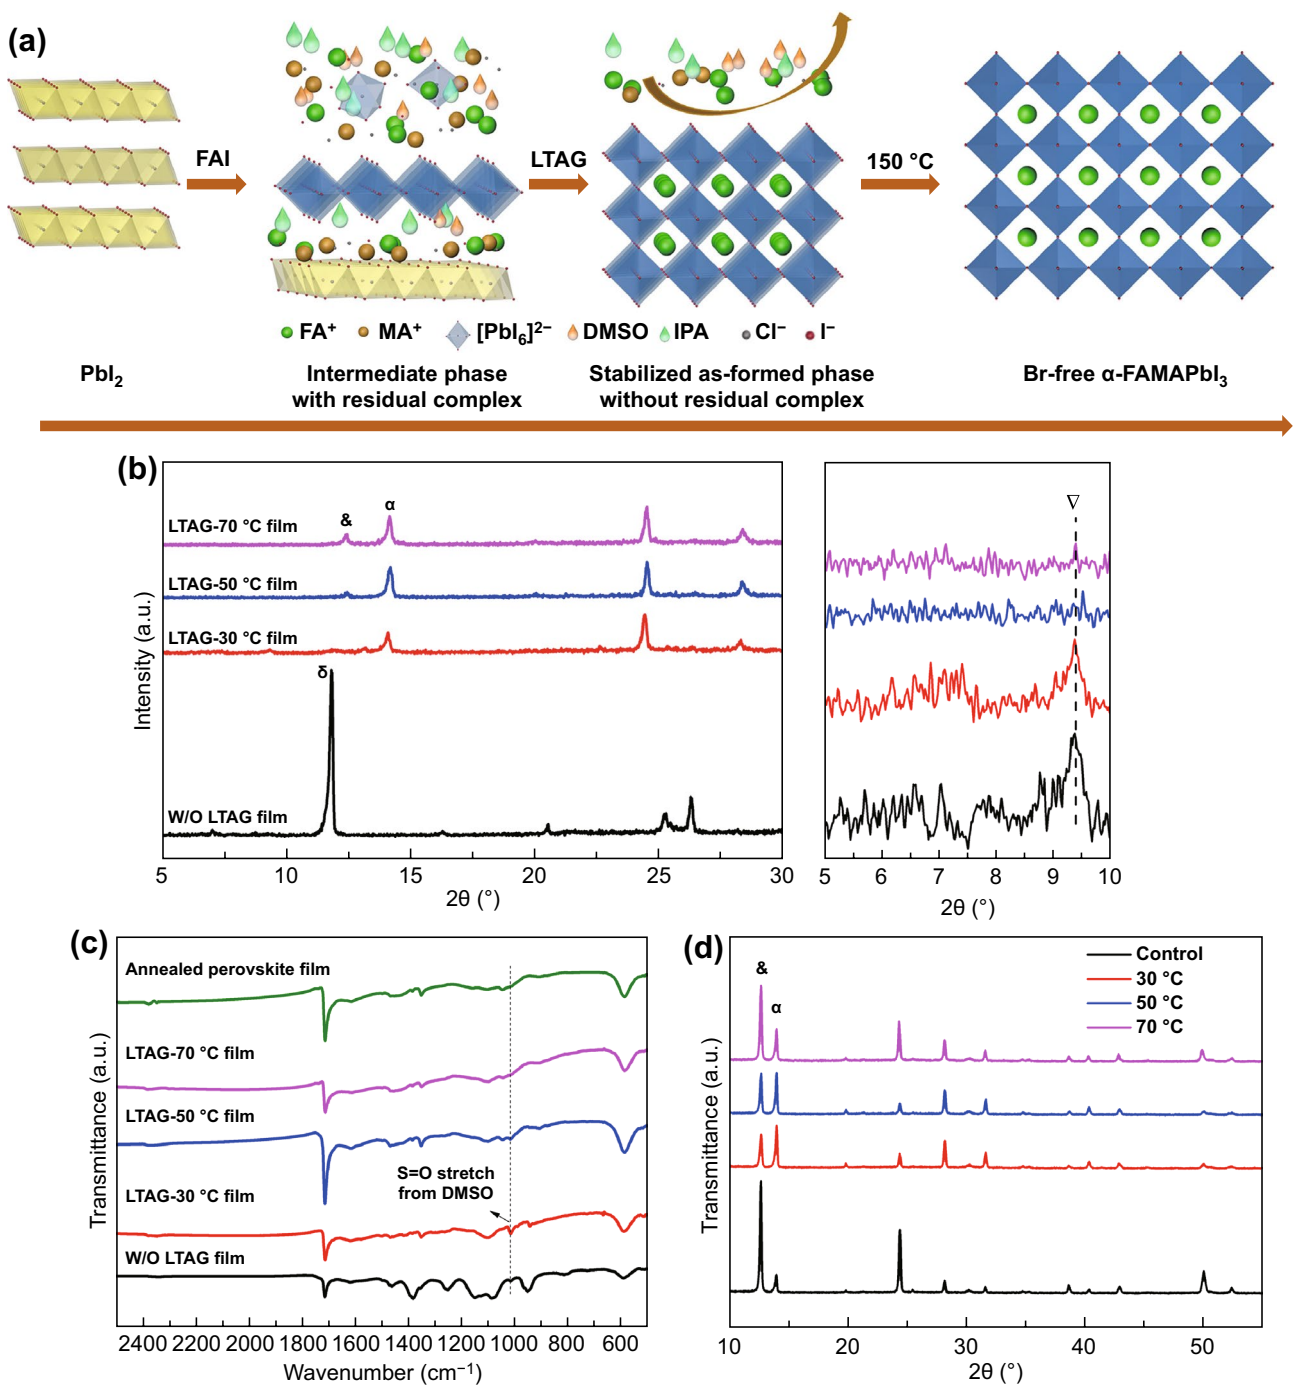 (a)
FAI
LTAG
150 °C
FA⁺ MA⁺ [PbI₆]²⁻ DMSO IPA Cl⁻ I⁻
PbI₂
Intermediate phase
with residual complex
Stabilized as-formed phase
without residual complex
Br-free α-FAMAPbI₃
(b)
LTAG-70 °C film
& α
LTAG-50 °C film
LTAG-30 °C film
δ
W/O LTAG film
Intensity (a.u.)
5 10 15 20 25 30
2θ (°)
∇
5 6 7 8 9 10
2θ (°)
(c)
Annealed perovskite film
LTAG-70 °C film
LTAG-50 °C film
S=O stretch
from DMSO
LTAG-30 °C film
W/O LTAG film
Transmittance (a.u.)
2400 2200 2000 1800 1600 1400 1200 1000 800 600
Wavenumber (cm⁻¹)
(d)
&
α
Control
30 °C
50 °C
70 °C
Transmittance (a.u.)
10 20 30 40 50
2θ (°)